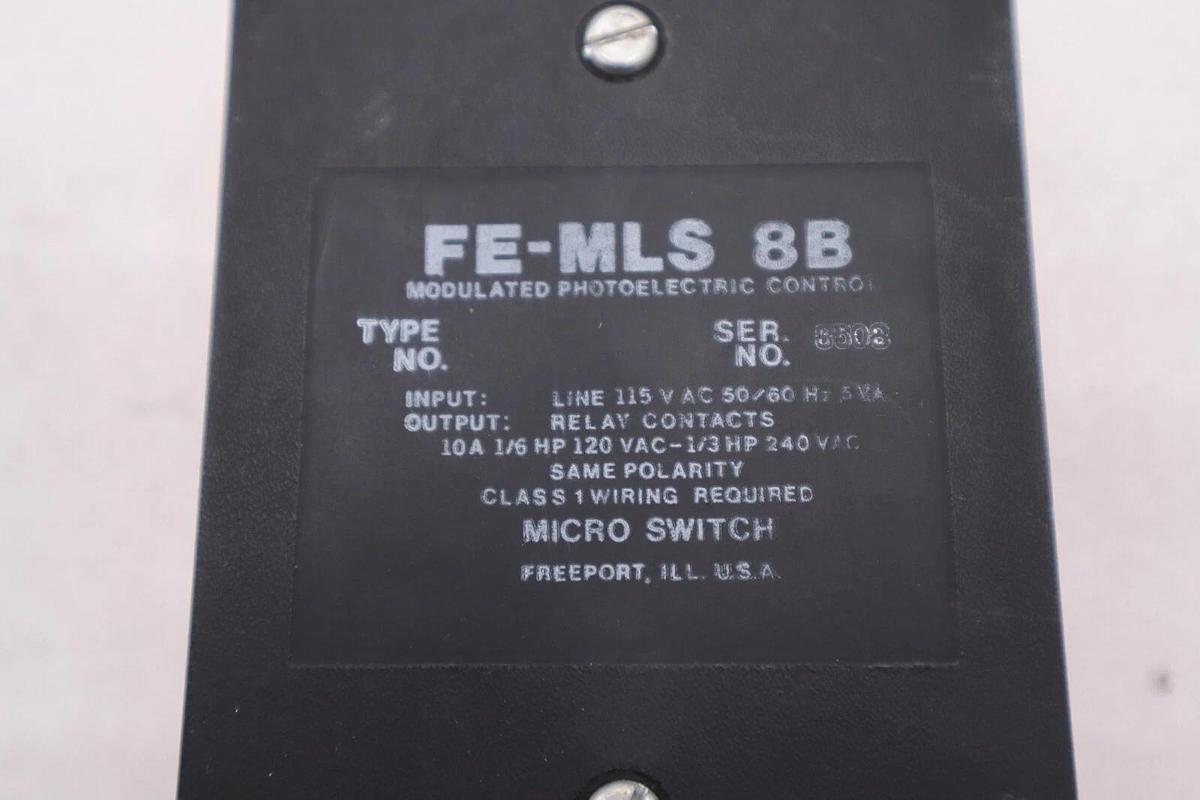 FE-MLS 8B
MODULATED PHOTOELECTRIC CONTROL
TYPE NO.
SER. NO.
INPUT: LINE 115 V AC 50/60 Hz 5 VA
OUTPUT: RELAY CONTACTS
10A 1/6 HP 120 VAC-1/3 HP 240 VAC
SAME POLARITY
CLASS 1 WIRING REQUIRED
MICRO SWITCH
FREEPORT, ILL. U.S.A.